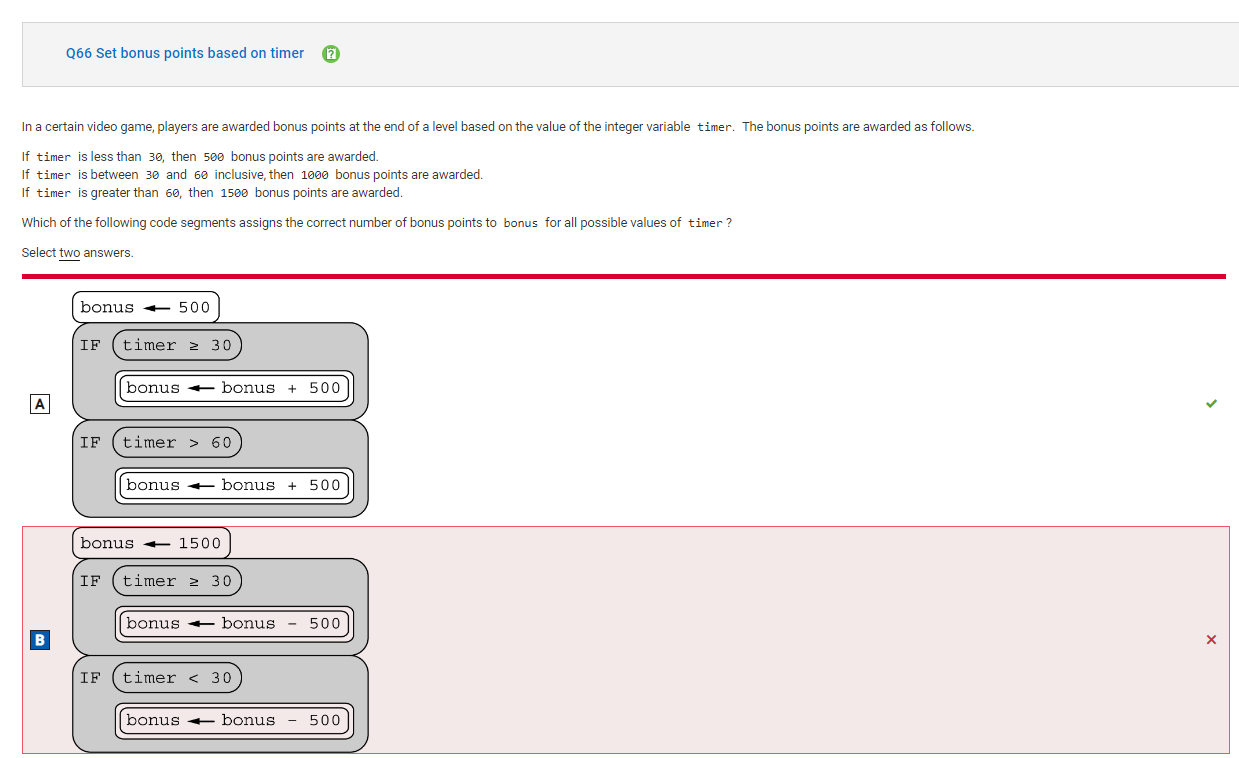 Q66 Set bonus points based on timer
In a certain video game, players are awarded bonus points at the end of a level based on the value of the integer variable timer. The bonus points are awarded as follows.
If timer is less than 30, then 500 bonus points are awarded.
If timer is between 30 and 60 inclusive, then 1000 bonus points are awarded.
If timer is greater than 60, then 1500 bonus points are awarded.
Which of the following code segments assigns the correct number of bonus points to bonus for all possible values of timer ?
Select two answers.
A
bonus ← 500
IF timer ≥ 30
bonus ← bonus + 500
IF timer > 60
bonus ← bonus + 500
B
bonus ← 1500
IF timer ≥ 30
bonus ← bonus - 500
IF timer < 30
bonus ← bonus - 500